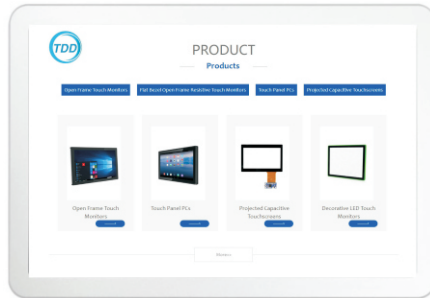 TDD
PRODUCT
Products
Open Frame Touch Monitors
Flat Bezel Open Frame Resistive Touch Monitors
Touch Panel PCs
Projected Capacitive Touchscreens
Open Frame Touch
Monitors
Touch Panel PCs
Projected Capacitive
Touchscreens
Decorative LED Touch
Monitors